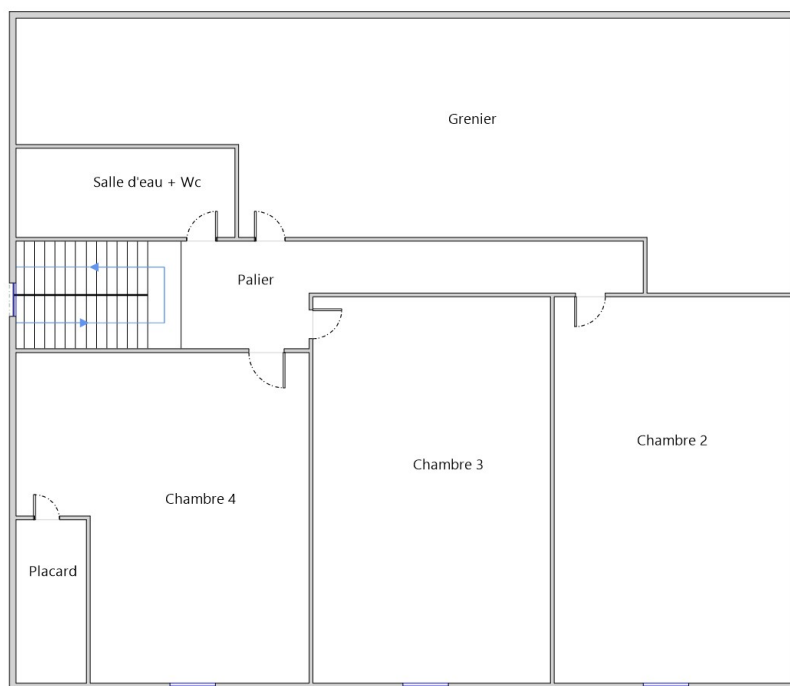 Grenier
Salle d'eau + Wc
Palier
Chambre 2
Chambre 3
Chambre 4
Placard